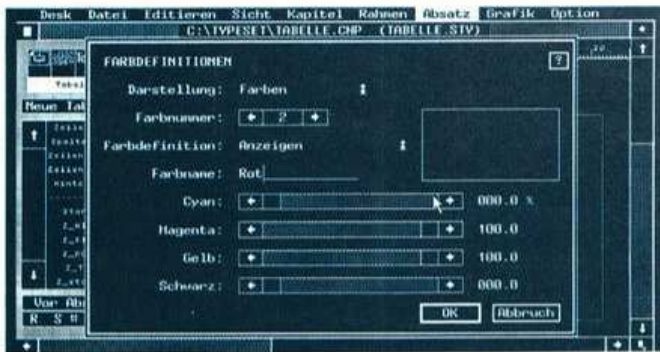 Desk Datei Editieren Sicht Kapitel Rahmen Absatz Grafik Option
C:\TYPESET\TABELLE.CHP (TABELLE.STY)
FARBDEFINITIONEN ?
Darstellung: Farben
Farbnummer: 2
Farbdefinition: Anzeigen
Farbname: Rot
Cyan: 000.0 %
Magenta: 100.0
Gelb: 100.0
Schwarz: 000.0
OK Abbruch
Neue Tab
Vor Abs
R S